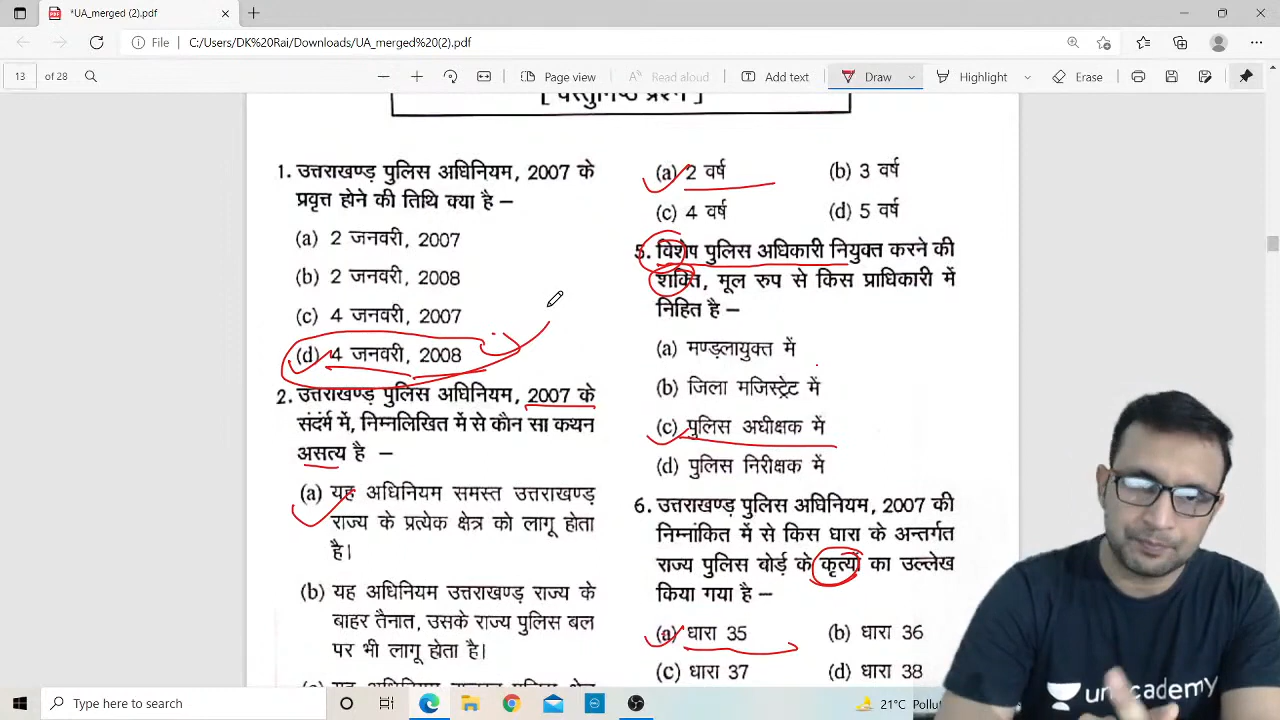 *UA_merged (2).pdf
File
C:/Users/DK%20Rai/Downloads/UA_merged%20(2).pdf
13 of 28
Page view
Read aloud
Add text
Draw
Highlight
Erase
[ वस्तुनिष्ठ प्रश्न ]
1. उत्तराखण्ड़ पुलिस अधिनियम, 2007 के
प्रवृत्त होने की तिथि क्या है –
(a) 2 जनवरी, 2007
(b) 2 जनवरी, 2008
(c) 4 जनवरी, 2007
(d) 4 जनवरी, 2008
2. उत्तराखण्ड़ पुलिस अधिनियम, 2007 के
संदर्भ में, निम्नलिखित में से कौन सा कथन
असत्य है –
(a) यह अधिनियम समस्त उत्तराखण्ड़
राज्य के प्रत्येक क्षेत्र को लागू होता
है।
(b) यह अधिनियम उत्तराखण्ड़ राज्य के
बाहर तैनात, उसके राज्य पुलिस बल
पर भी लागू होता है।
(a) 2 वर्ष (b) 3 वर्ष
(c) 4 वर्ष (d) 5 वर्ष
5. विशेष पुलिस अधिकारी नियुक्त करने की
शक्ति, मूल रुप से किस प्राधिकारी में
निहित है –
(a) मण्ड़लायुक्त में
(b) जिला मजिस्ट्रेट में
(c) पुलिस अधीक्षक में
(d) पुलिस निरीक्षक में
6. उत्तराखण्ड़ पुलिस अधिनियम, 2007 की
निम्नांकित में से किस धारा के अन्तर्गत
राज्य पुलिस बोर्ड़ के कृत्यों का उल्लेख
किया गया है –
(a) धारा 35 (b) धारा 36
(c) धारा 37 (d) धारा 38
unacademy
Type here to search
21°C Pollut